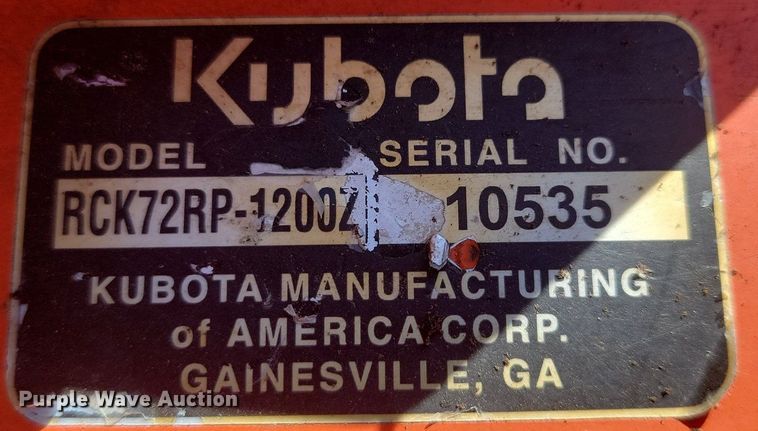 Kubota
MODEL SERIAL NO.
RCK72RP-1200Z 10535
KUBOTA MANUFACTURING
of AMERICA CORP.
GAINESVILLE, GA
Purple Wave Auction